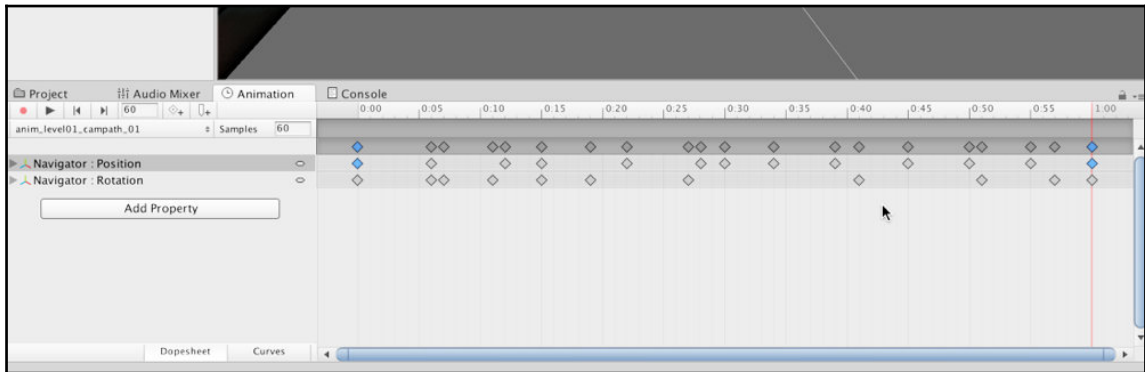 Project Audio Mixer Animation Console
60 0:00 0:05 0:10 0:15 0:20 0:25 0:30 0:35 0:40 0:45 0:50 0:55 1:00
anim_level01_campath_01 Samples 60
Navigator : Position
Navigator : Rotation
Add Property
Dopesheet Curves